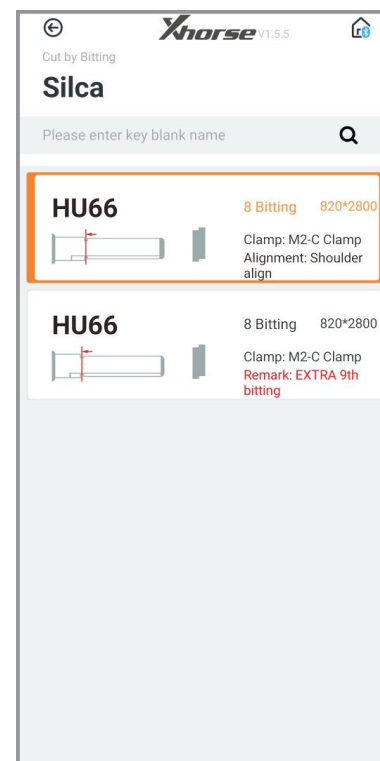 Xhorse V1.5.5
Cut by Bitting
Silca
Please enter key blank name
HU66
8 Bitting 820*2800
Clamp: M2-C Clamp
Alignment: Shoulder
align
HU66
8 Bitting 820*2800
Clamp: M2-C Clamp
Remark: EXTRA 9th
bitting